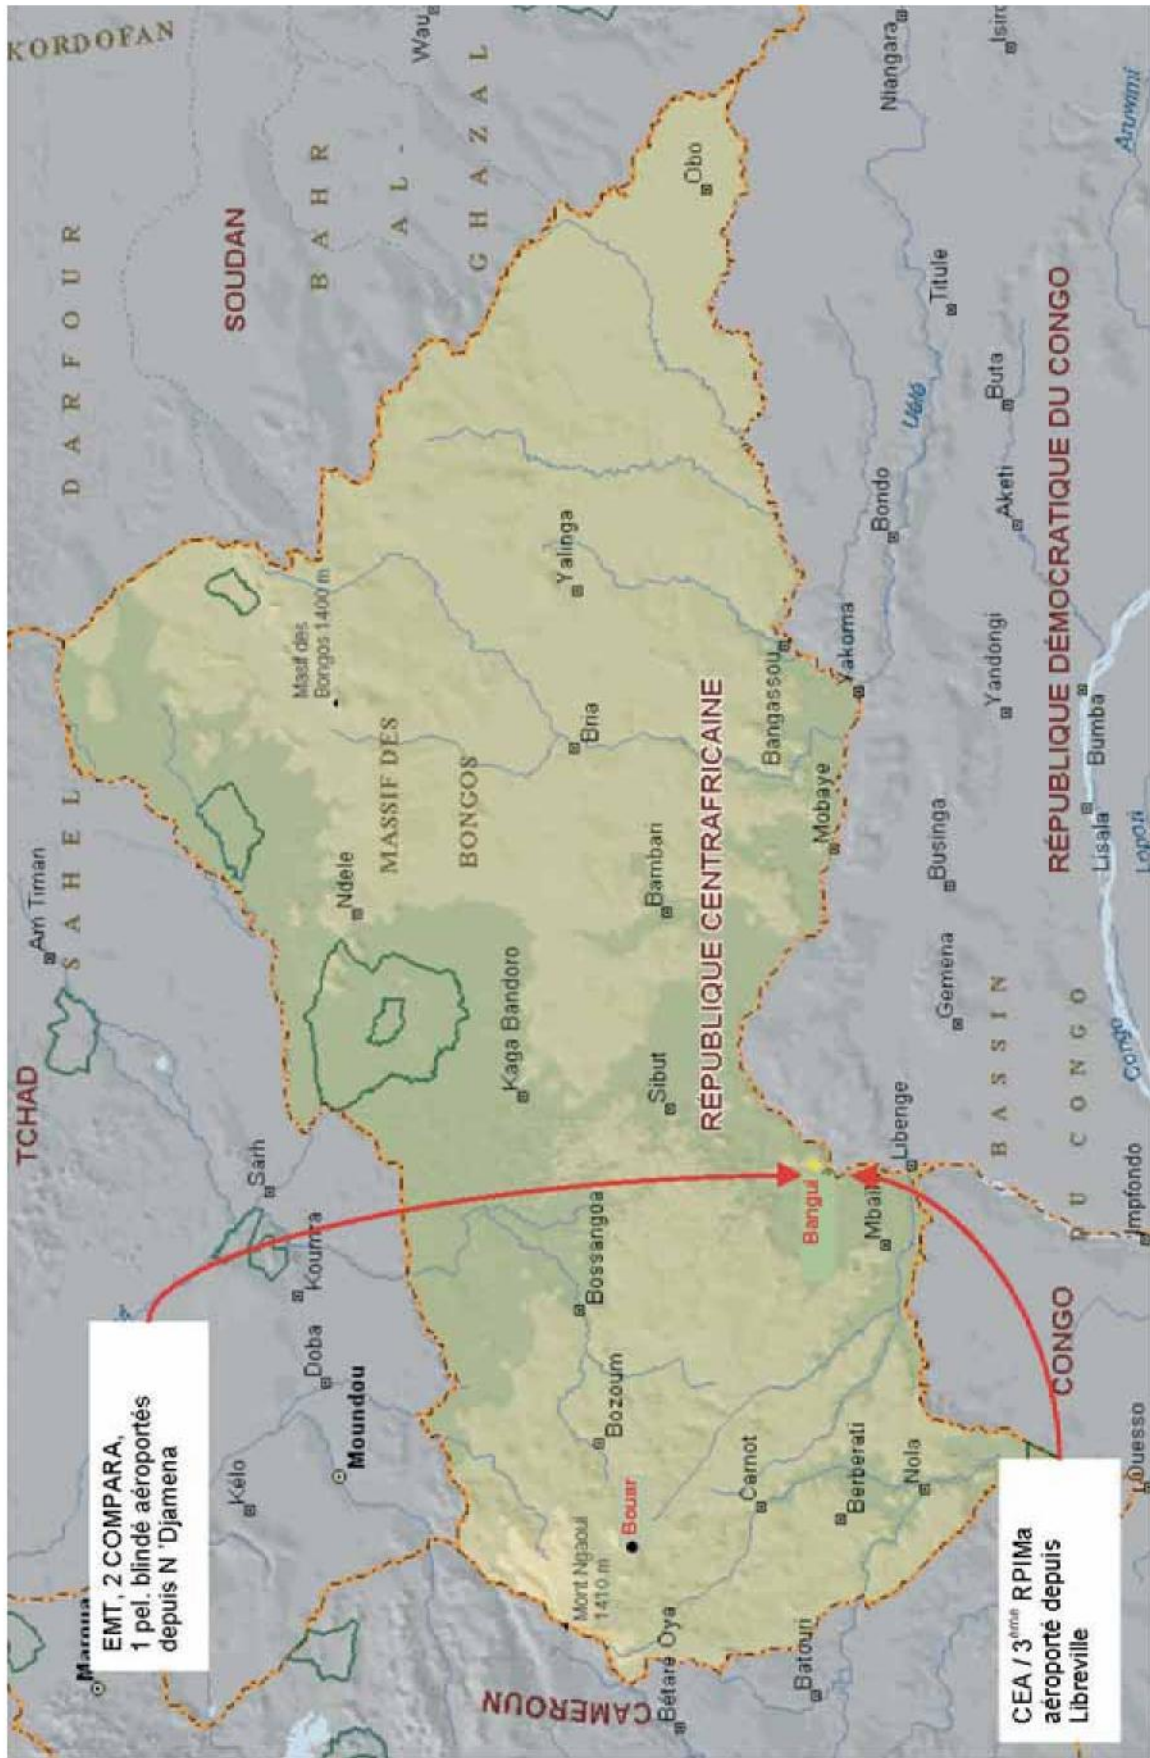 KORDOFAN
DARFOUR
SAHEL
TCHAD
SOUDAN
BAHR
AL-
GHAZAL
Am Timan
Wau
Maroua
EMT, 2 COMPARA,
1 pel. blindé aéroportés
depuis N 'Djamena
Sarh
Koumra
Doba
Moundou
Kélo
Masif des
Bongos 1400 m
Ndele
MASSIF DES
BONGOS
Kaga Bandoro
Bria
Yalinga
Obo
Bambari
Sibut
Bossangoa
Bozoum
Bouar
Mont Ngaoui
1410 m
Bétaré Oya
CAMEROUN
Batouri
Carnot
Berberati
Nola
RÉPUBLIQUE CENTRAFRICAINE
Bangassou
Mobaye
Yakoma
Bangui
Mbaïk
Libenge
Gemena
Businga
Yandongi
Bondo
Uélé
Aketi
Buta
Titule
Niangara
Isiro
Aruwimi
RÉPUBLIQUE DÉMOCRATIQUE DU CONGO
Bumba
Lisala
Lopori
Congo
BASSIN
DU CONGO
Impfondo
CONGO
Ouesso
CEA / 3ème RPIMa
aéroporté depuis
Libreville